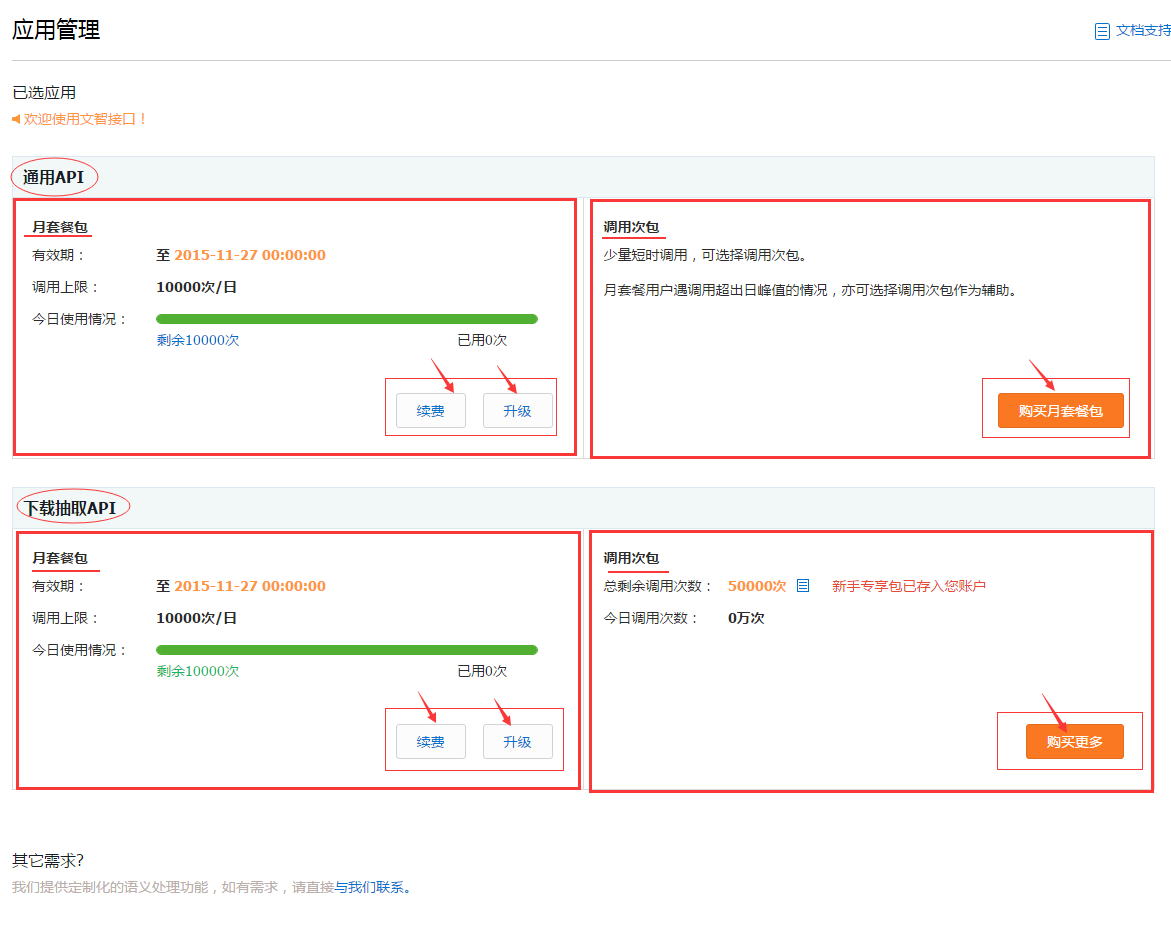 应用管理
文档支持
已选应用
欢迎使用文智接口！
通用API
月套餐包
有效期： 至 2015-11-27 00:00:00
调用上限： 10000次/日
今日使用情况：
剩余10000次 已用0次
续费 升级
调用次包
少量短时调用，可选择调用次包。
月套餐用户遇调用超出日峰值的情况，亦可选择调用次包作为辅助。
购买月套餐包
下载抽取API
月套餐包
有效期： 至 2015-11-27 00:00:00
调用上限： 10000次/日
今日使用情况：
剩余10000次 已用0次
续费 升级
调用次包
总剩余调用次数： 50000次 新手专享包已存入您账户
今日调用次数： 0万次
购买更多
其它需求?
我们提供定制化的语义处理功能，如有需求，请直接与我们联系。